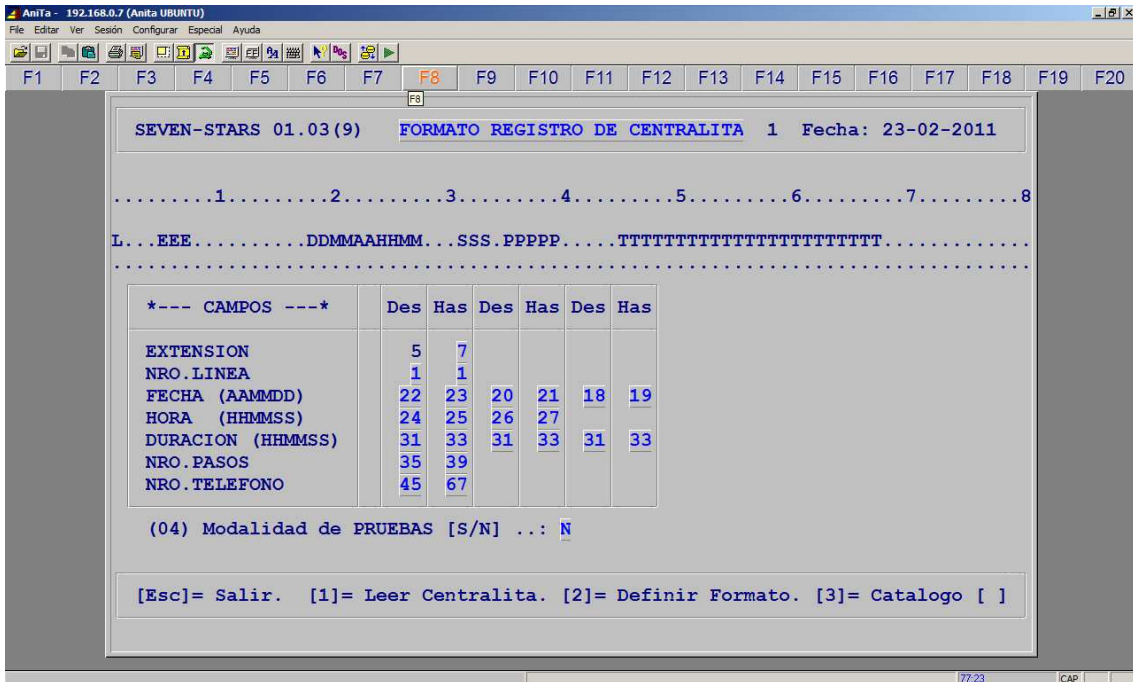 AniTa - 192.168.0.7 (Anita UBUNTU)
File Editar Ver Sesión Configurar Especial Ayuda
F1 F2 F3 F4 F5 F6 F7 F8 F9 F10 F11 F12 F13 F14 F15 F16 F17 F18 F19 F20
F8
SEVEN-STARS 01.03(9) FORMATO REGISTRO DE CENTRALITA 1 Fecha: 23-02-2011
.........1.........2.........3.........4.........5.........6.........7.........8
L...EEE..........DDMMAAHHMM...SSS.PPPPP.....TTTTTTTTTTTTTTTTTTTTTTT.............
................................................................................
*--- CAMPOS ---* Des Has Des Has Des Has
EXTENSION 5 7
NRO.LINEA 1 1
FECHA (AAMMDD) 22 23 20 21 18 19
HORA (HHMMSS) 24 25 26 27
DURACION (HHMMSS) 31 33 31 33 31 33
NRO.PASOS 35 39
NRO.TELEFONO 45 67
(04) Modalidad de PRUEBAS [S/N] ..: N
[Esc]= Salir. [1]= Leer Centralita. [2]= Definir Formato. [3]= Catalogo [ ]
77:23 CAP